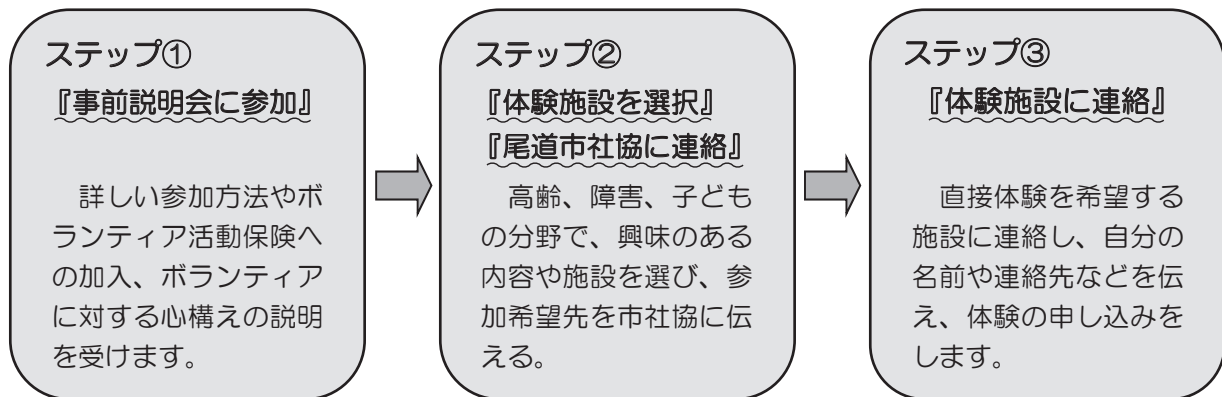 ステップ①
『事前説明会に参加』
詳しい参加方法やボ
ランティア活動保険へ
の加入、ボランティア
に対する心構えの説明
を受けます。
ステップ②
『体験施設を選択』
『尾道市社協に連絡』
高齢、障害、子ども
の分野で、興味のある
内容や施設を選び、参
加希望先を市社協に伝
える。
ステップ③
『体験施設に連絡』
直接体験を希望する
施設に連絡し、自分の
名前や連絡先などを伝
え、体験の申し込みを
します。